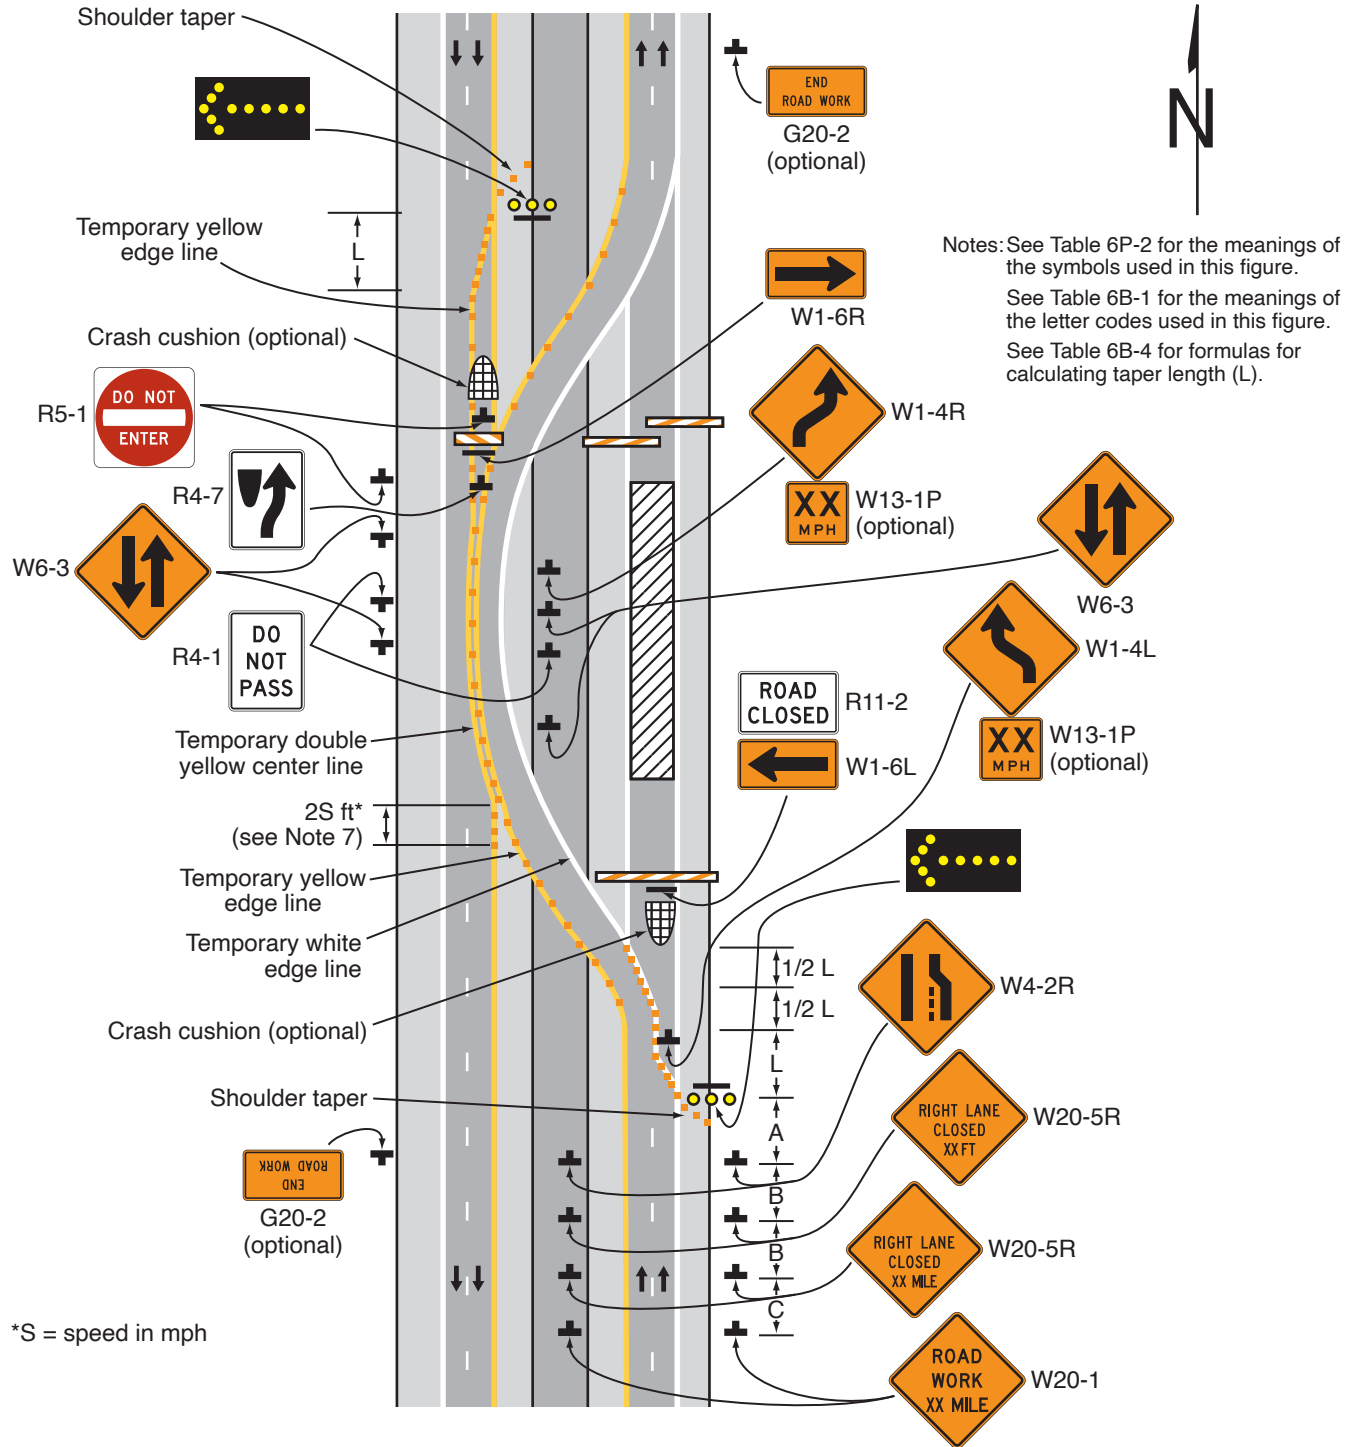 Shoulder taper
END
ROAD WORK
G20-2
(optional)
N
Temporary yellow
edge line
L
Notes: See Table 6P-2 for the meanings of
the symbols used in this figure.
See Table 6B-1 for the meanings of
the letter codes used in this figure.
See Table 6B-4 for formulas for
calculating taper length (L).
W1-6R
Crash cushion (optional)
R5-1
DO NOT
ENTER
W1-4R
R4-7
XX
MPH
W13-1P
(optional)
W6-3
W6-3
R4-1
DO
NOT
PASS
W1-4L
ROAD
CLOSED
R11-2
XX
MPH
W13-1P
(optional)
W1-6L
Temporary double
yellow center line
2S ft*
(see Note 7)
Temporary yellow
edge line
Temporary white
edge line
1/2 L
1/2 L
W4-2R
Crash cushion (optional)
L
Shoulder taper
A
RIGHT LANE
CLOSED
XX FT
W20-5R
END
ROAD WORK
G20-2
(optional)
B
B
RIGHT LANE
CLOSED
XX MILE
W20-5R
C
*S = speed in mph
ROAD
WORK
XX MILE
W20-1